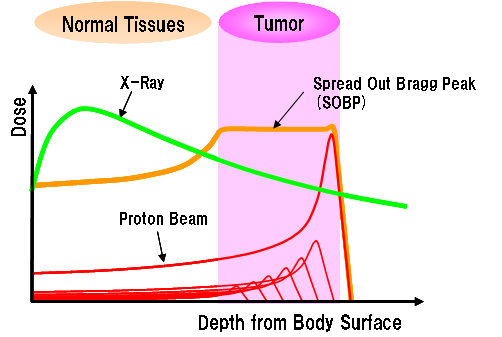 Normal Tissues
Tumor
X-Ray
Spread Out Bragg Peak
(SOBP)
Dose
Proton Beam
Depth from Body Surface